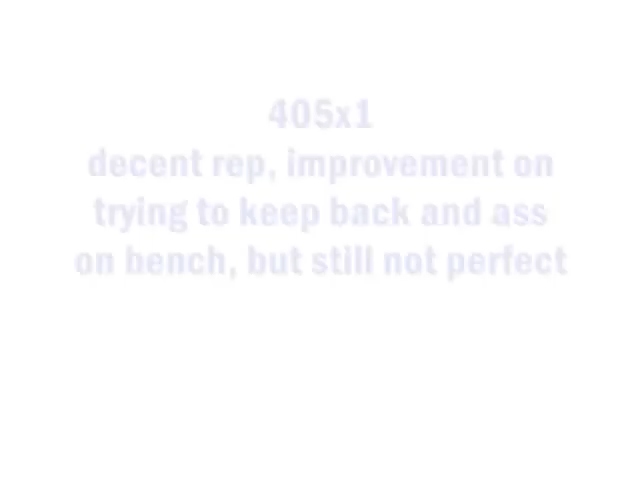 405x1
decent rep, improvement on
trying to keep back and ass
on bench, but still not perfect